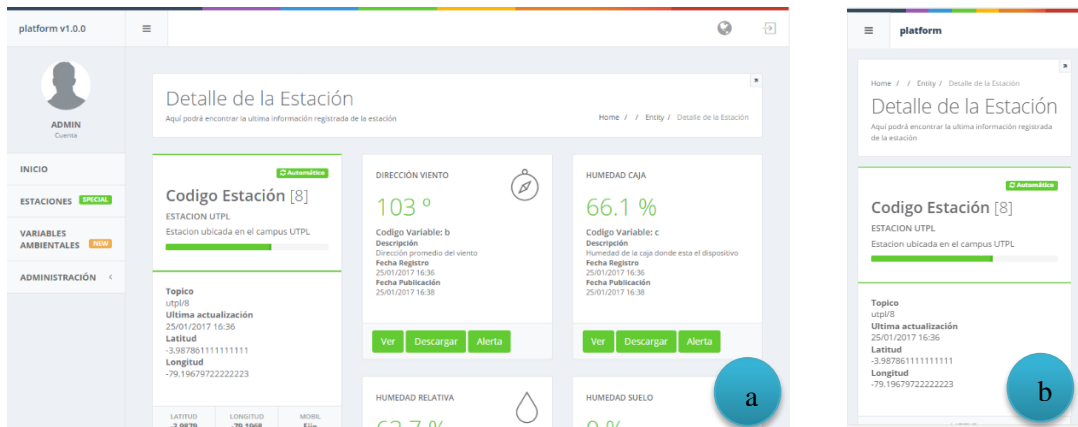 platform v1.0.0
ADMIN
Cuenta
INICIO
ESTACIONES SPECIAL
VARIABLES
AMBIENTALES NEW
ADMINISTRACIÓN
Detalle de la Estación
Aquí podrá encontrar la ultima información registrada de la estación
Home / / Entity / Detalle de la Estación
Automático
Codigo Estación [8]
ESTACION UTPL
Estacion ubicada en el campus UTPL
Topico
utpl/8
Ultima actualización
25/01/2017 16:36
Latitud
-3.987861111111111
Longitud
-79.19679722222223
LATITUD LONGITUD MOBIL
-3.9879 -79.1968 Fijo
DIRECCIÓN VIENTO
103 º
Codigo Variable: b
Descripción
Dirección promedio del viento
Fecha Registro
25/01/2017 16:36
Fecha Publicación
25/01/2017 16:38
Ver Descargar Alerta
HUMEDAD CAJA
66.1 %
Codigo Variable: c
Descripción
Humedad de la caja donde esta el dispositivo
Fecha Registro
25/01/2017 16:36
Fecha Publicación
25/01/2017 16:38
Ver Descargar Alerta
HUMEDAD RELATIVA
HUMEDAD SUELO
a
platform
Home / / Entity / Detalle de la Estación
Detalle de la Estación
Aquí podrá encontrar la ultima información registrada
de la estación
Automático
Codigo Estación [8]
ESTACION UTPL
Estacion ubicada en el campus UTPL
Topico
utpl/8
Ultima actualización
25/01/2017 16:36
Latitud
-3.987861111111111
Longitud
-79.19679722222223
b